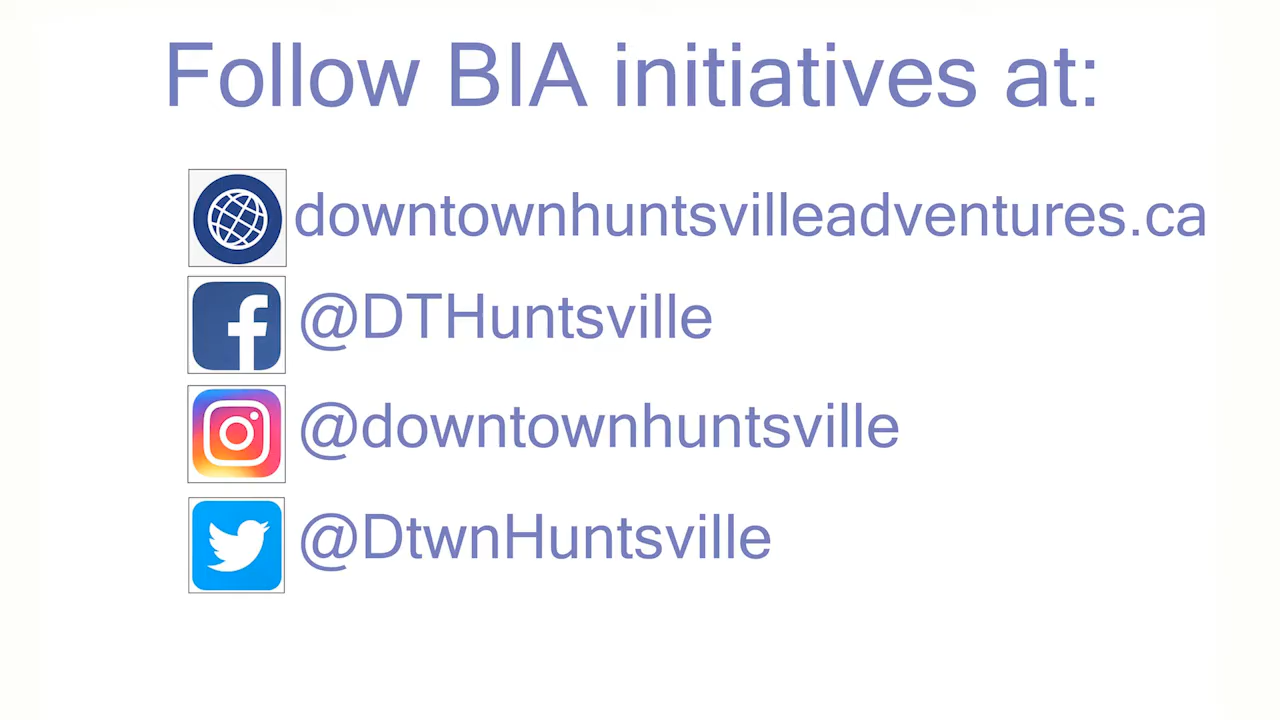 Follow BIA initiatives at:
downtownhuntsvilleadventures.ca
@DTHuntsville
@downtownhuntsville
@DtwnHuntsville